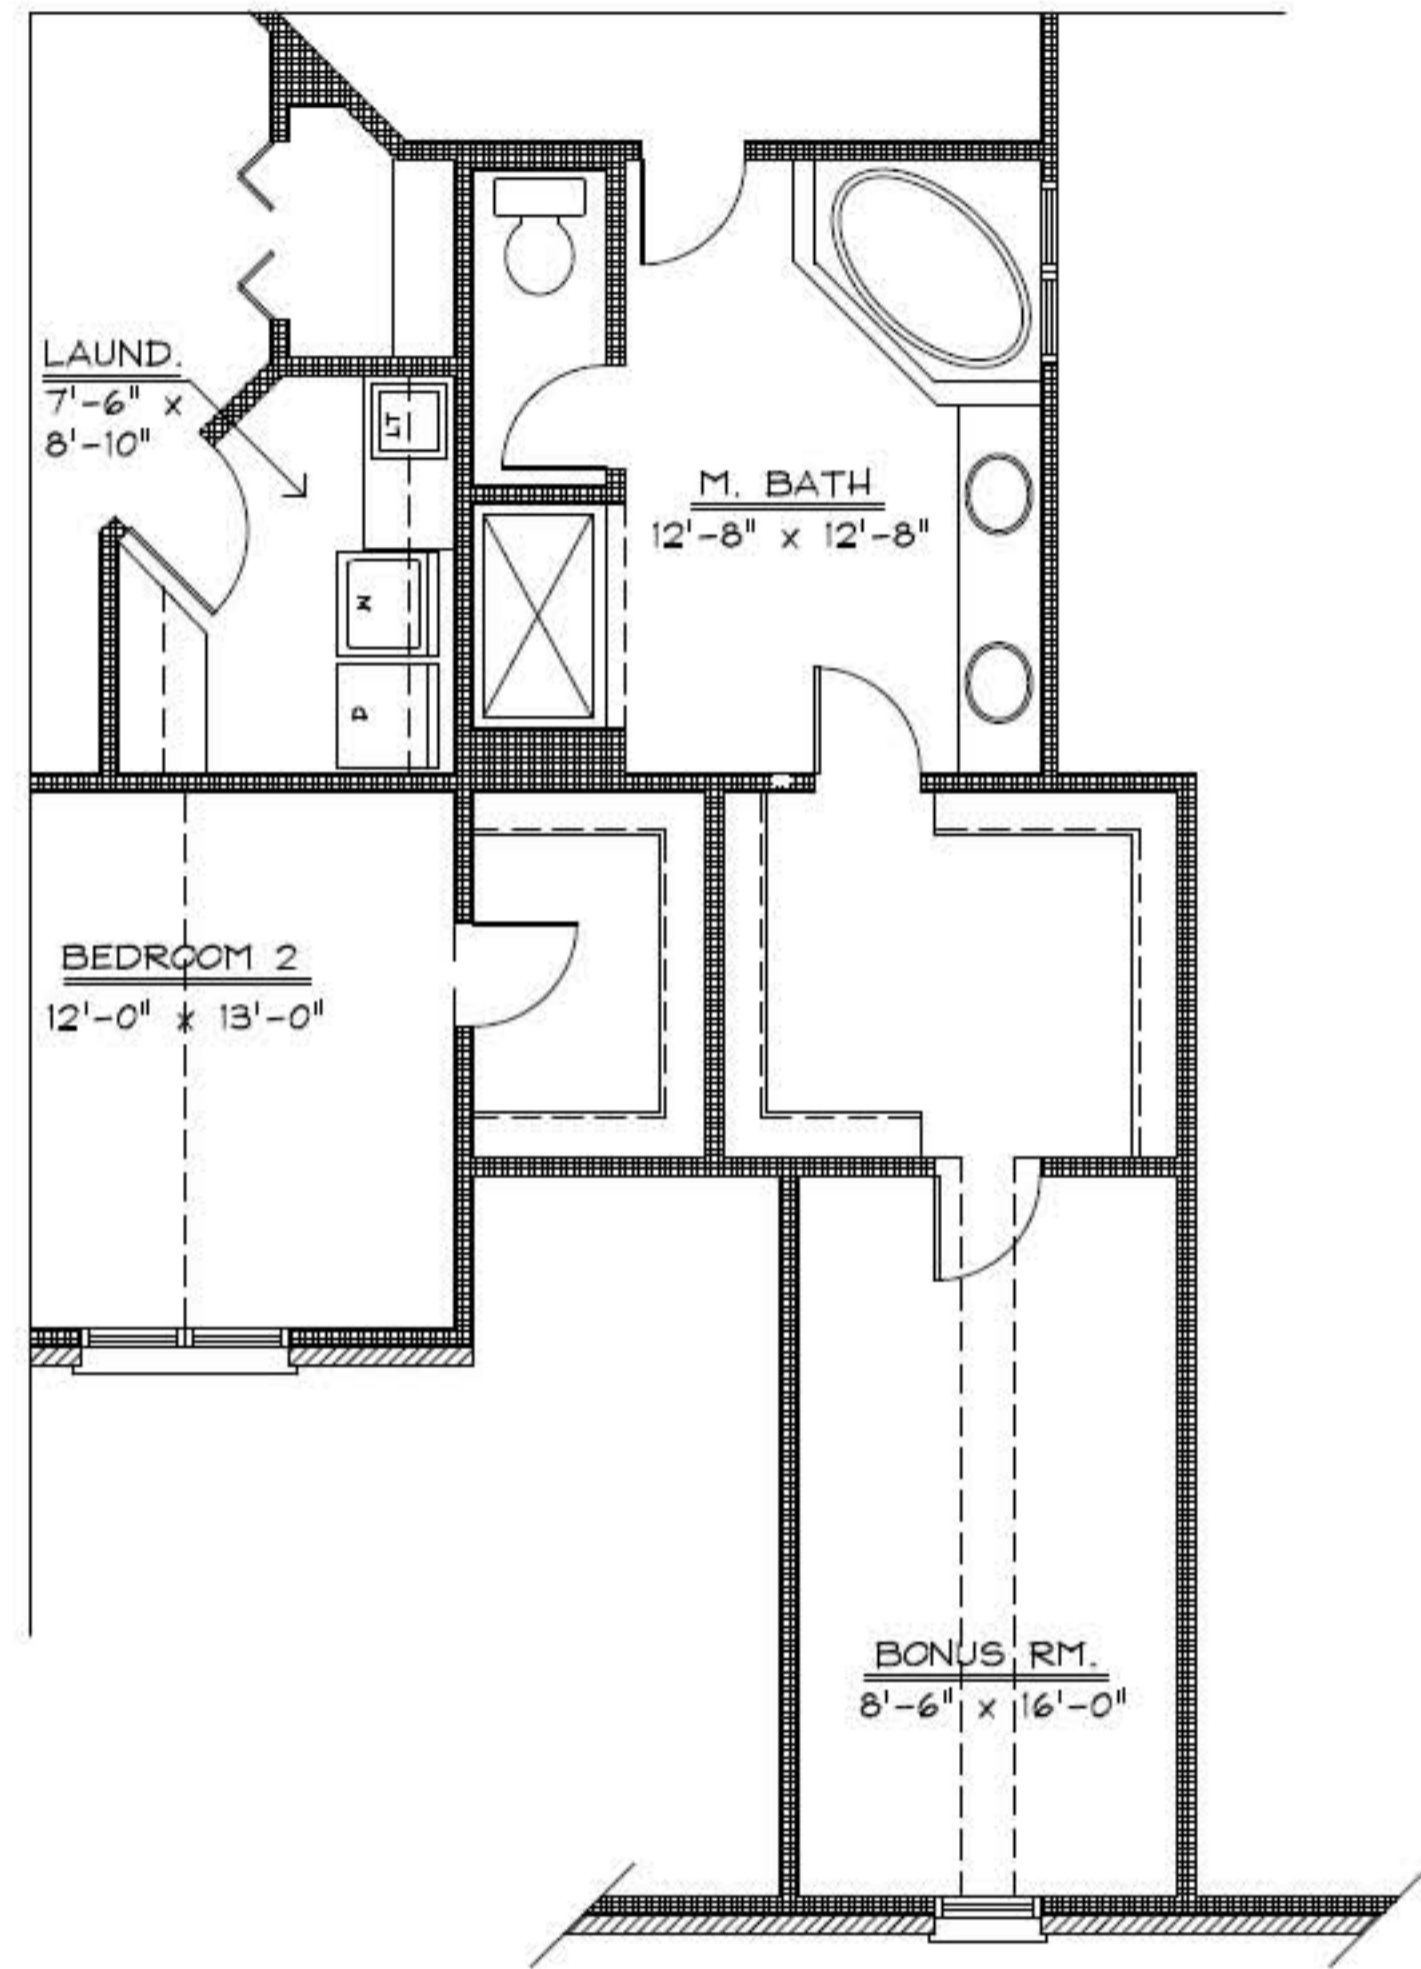 LAUND.
7'-6" x
8'-10"
LT
M. BATH
12'-8" x 12'-8"
W
D
BEDROOM 2
12'-0" x 13'-0"
BONUS RM.
8'-6" x 16'-0"